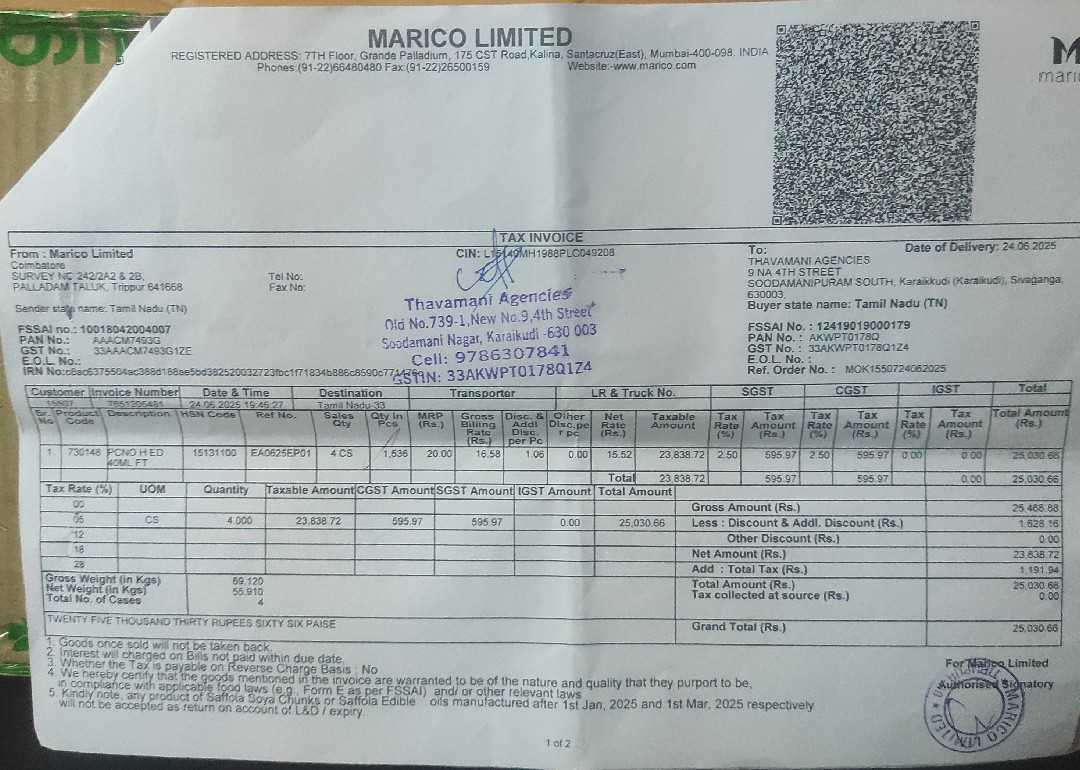 MARICO LIMITED
REGISTERED ADDRESS: 7TH Floor, Grande Palladium, 175 CST Road,Kalina, Santacruz(East), Mumbai-400-098. INDIA
Phones:(91-22)66480480 Fax:(91-22)26500159 Website:-www.marico.com
TAX INVOICE
From : Marico Limited
Coimbatore
SURVEY NO 242/2A2 & 2B,
PALLADAM TALUK, Trippur 641668
Sender state name: Tamil Nadu (TN)
FSSAI no.: 10018042004007
PAN No.: AAACM7493G
GST No.: 33AAACM7493G1ZE
E.O.L. No.:
IRN No:
Tel No:
Fax No:
CIN:
Thavamani Agencies
Old No.739-1,New No.9,4th Street
Soodamani Nagar, Karaikudi -630 003
Cell: 9786307841
GSTIN: 33AKWPT0178Q1Z4
To: Date of Delivery: 24.06.2025
THAVAMANI AGENCIES
9 NA 4TH STREET
SOODAMANIPURAM SOUTH, Karaikkudi (Karaikudi), Sivaganga,
630003,
Buyer state name: Tamil Nadu (TN)
FSSAI No. : 12419019000179
PAN No. : AKWPT0178Q
GST No. : 33AKWPT0178Q1Z4
E.O.L No. :
Ref. Order No. : MOK1550724062025
Customer Invoice Number Date & Time Destination Transporter LR & Truck No. SGST CGST IGST Total
24.06.2025 19:45:27 Tamil Nadu-33
Sr. No Product Code Description HSN Code Ref No. Sales Qty Qty In Pcs MRP (Rs.) Gross Billing Rate (Rs.) Disc. & Addl Disc. per Pc Other Disc.per pc Net Rate (Rs.) Taxable Amount Tax Rate (%) Tax Amount (Rs.) Tax Rate (%) Tax Amount (Rs.) Tax Rate (%) Tax Amount (Rs.) Total Amount (Rs.)
1 730148 PCNO H ED 40ML FT 15131100 EA0625EP01 4 CS 1,536 20.00 16.58 1.06 0.00 15.52 23,838.72 2.50 595.97 2.50 595.97 0.00 0.00 25,030.66
Total 23,838.72 595.97 595.97 0.00 25,030.66
Tax Rate (%) UOM Quantity Taxable Amount CGST Amount SGST Amount IGST Amount Total Amount
00
05 CS 4.000 23,838.72 595.97 595.97 0.00 25,030.66
12
18
28
Gross Amount (Rs.) 25,466.88
Less : Discount & Addl. Discount (Rs.) 1,628.16
Other Discount (Rs.) 0.00
Net Amount (Rs.) 23,838.72
Add : Total Tax (Rs.) 1,191.94
Total Amount (Rs.) 25,030.66
Tax collected at source (Rs.) 0.00
Grand Total (Rs.) 25,030.66
Gross Weight (in Kgs) 69.120
Net Weight (in Kgs) 55.910
Total No. of Cases 4
TWENTY FIVE THOUSAND THIRTY RUPEES SIXTY SIX PAISE
1. Goods once sold will not be taken back.
2. Interest will charged on Bills not paid within due date.
3. Whether the Tax is payable on Reverse Charge Basis : No
4. We hereby certify that the goods mentioned in the invoice are warranted to be of the nature and quality that they purport to be,
in compliance with applicable food laws (e.g., Form E as per FSSAI) and/ or other relevant laws
5. Kindly note, any product of Saffola Soya Chunks or Saffola Edible oils manufactured after 1st Jan, 2025 and 1st Mar, 2025 respectively
will not be accepted as return on account of L&D / expiry.
For Marico Limited
Authorised Signatory
MARICO LTD
1 of 2